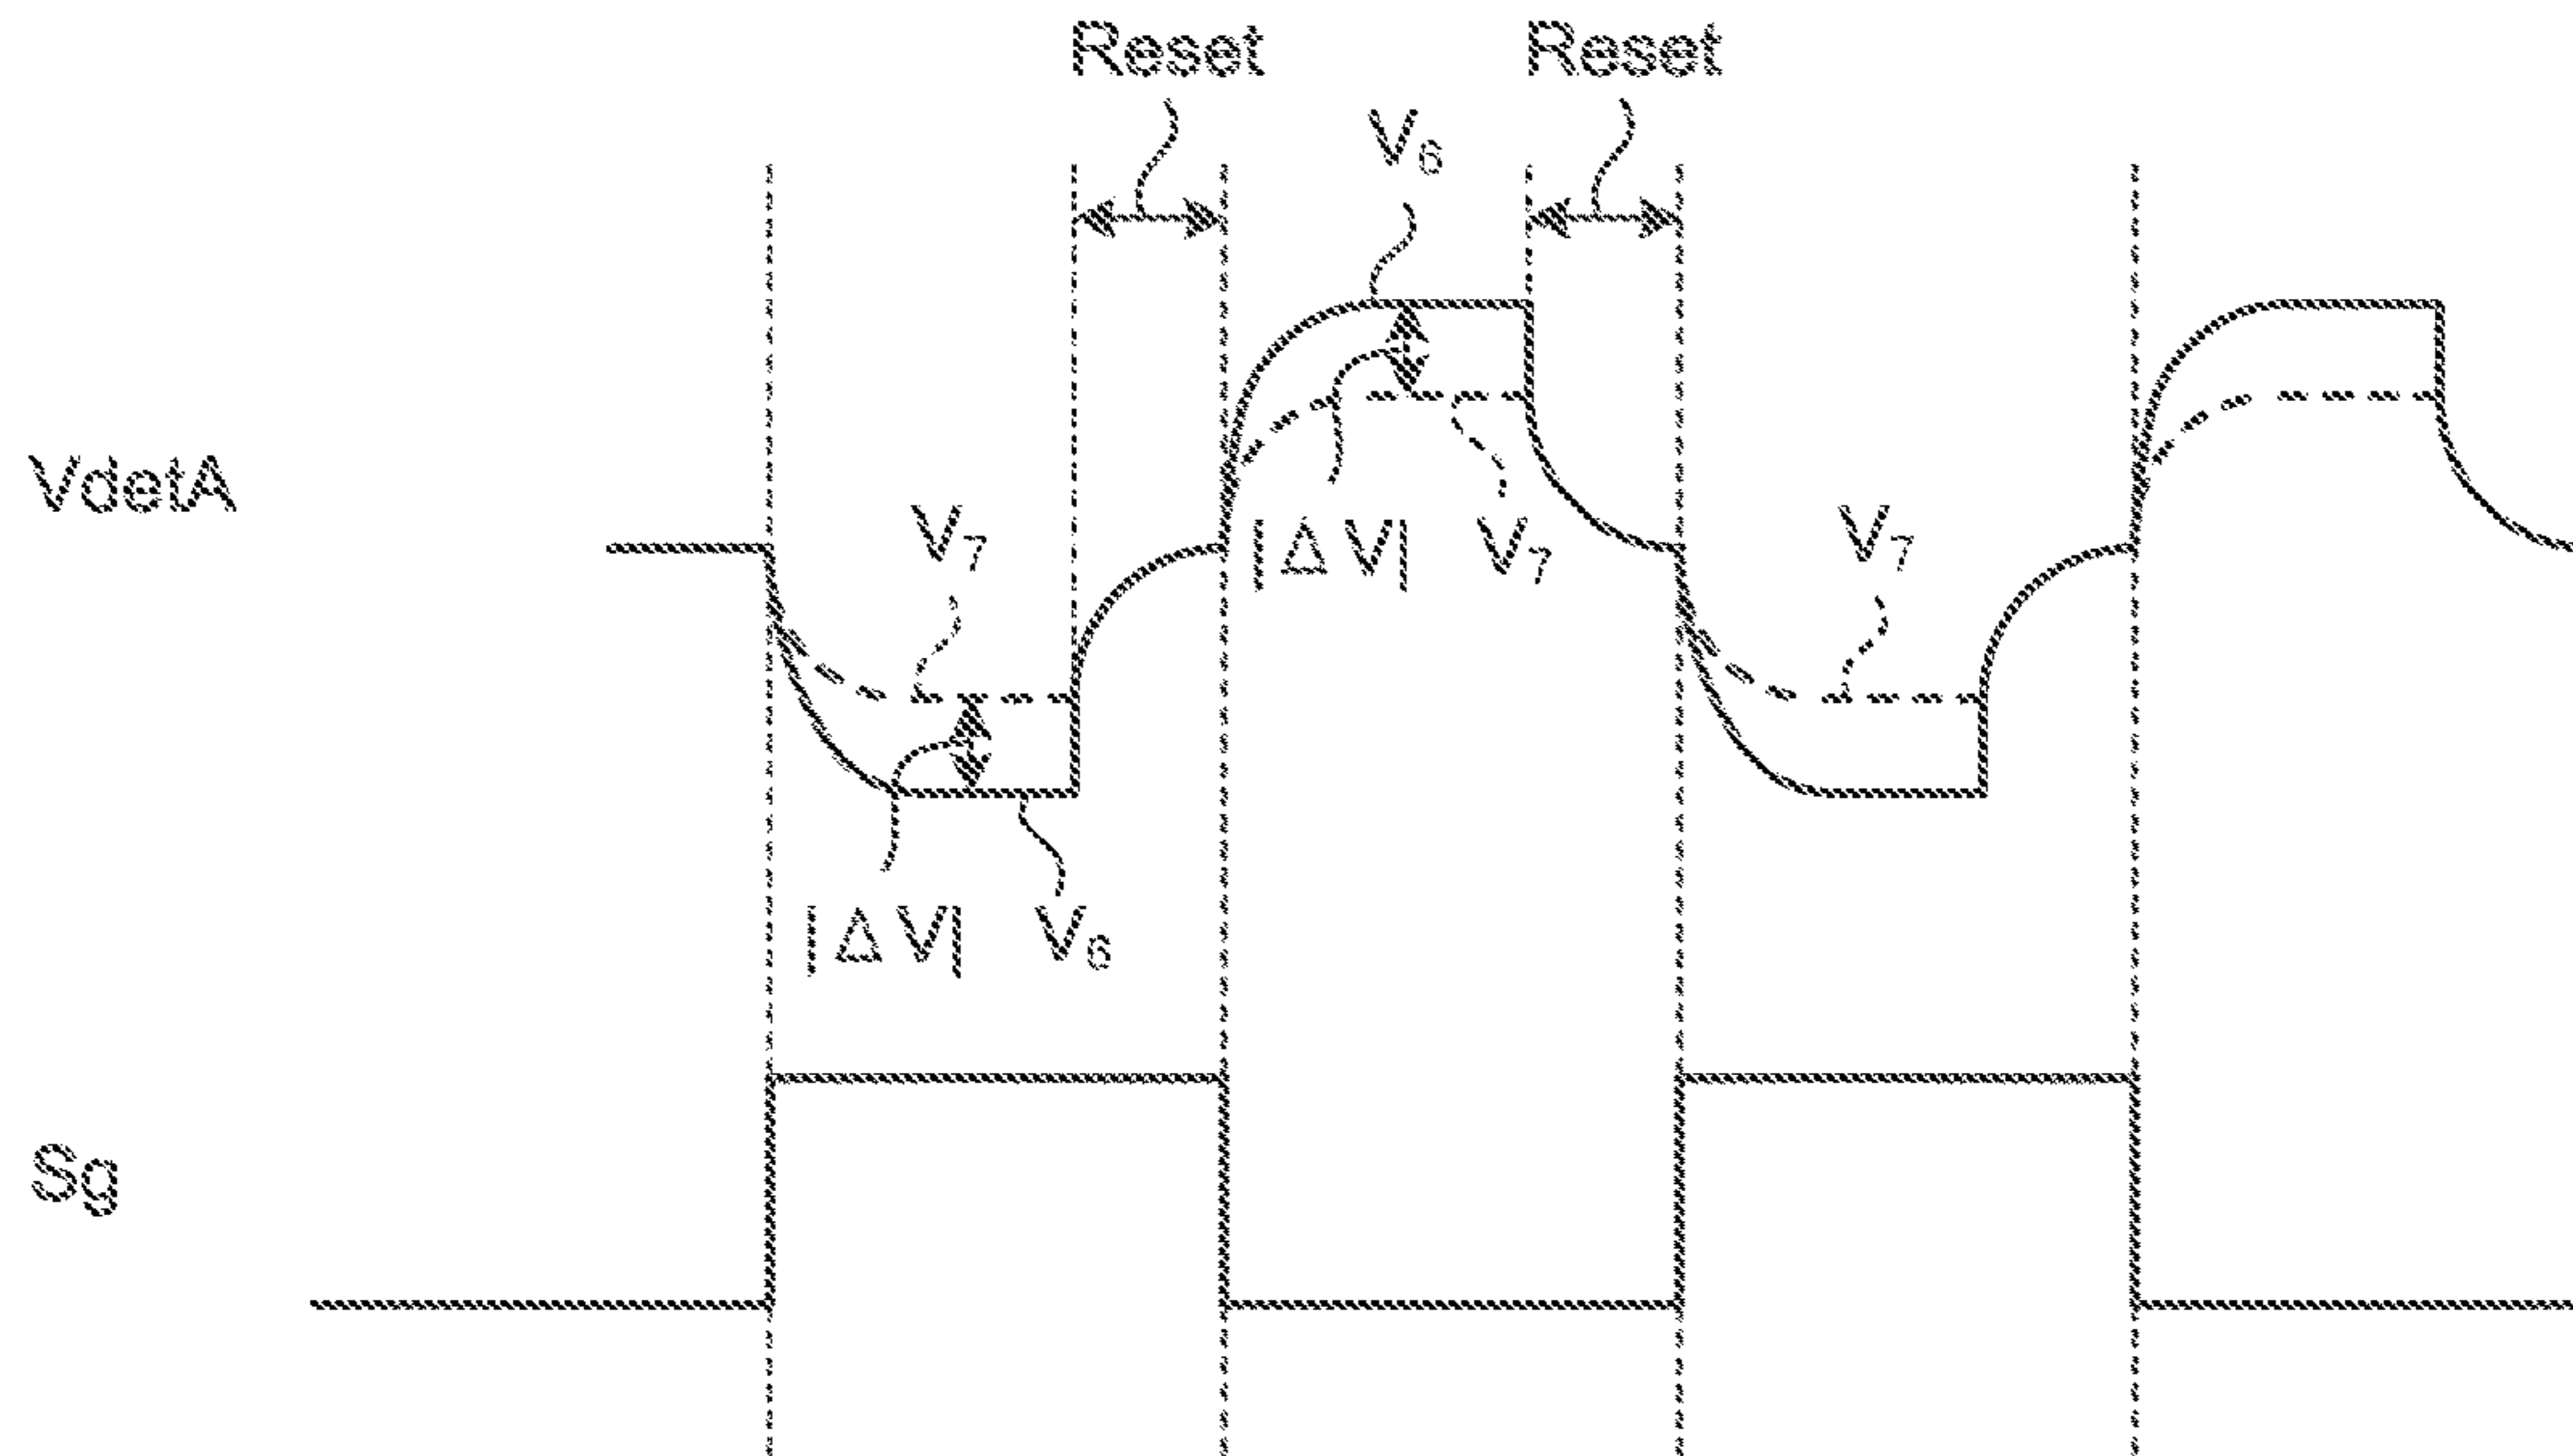 Reset Reset
V6
VdetA
V7 |ΔV| V7 V7
|ΔV| V6
Sg